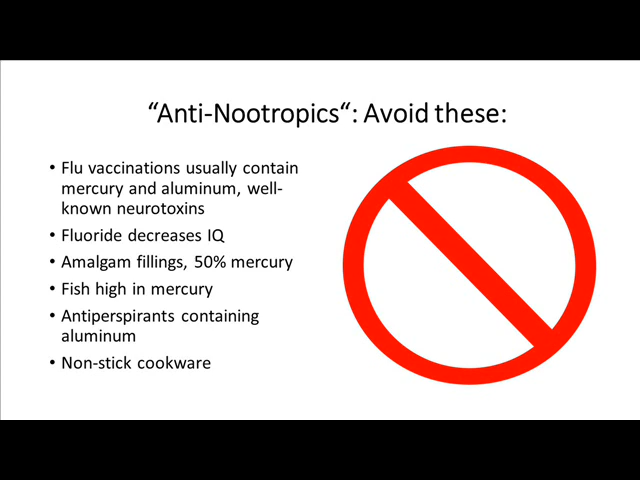 “Anti-Nootropics“: Avoid these:
• Flu vaccinations usually contain
mercury and aluminum, well-
known neurotoxins
• Fluoride decreases IQ
• Amalgam fillings, 50% mercury
• Fish high in mercury
• Antiperspirants containing
aluminum
• Non-stick cookware